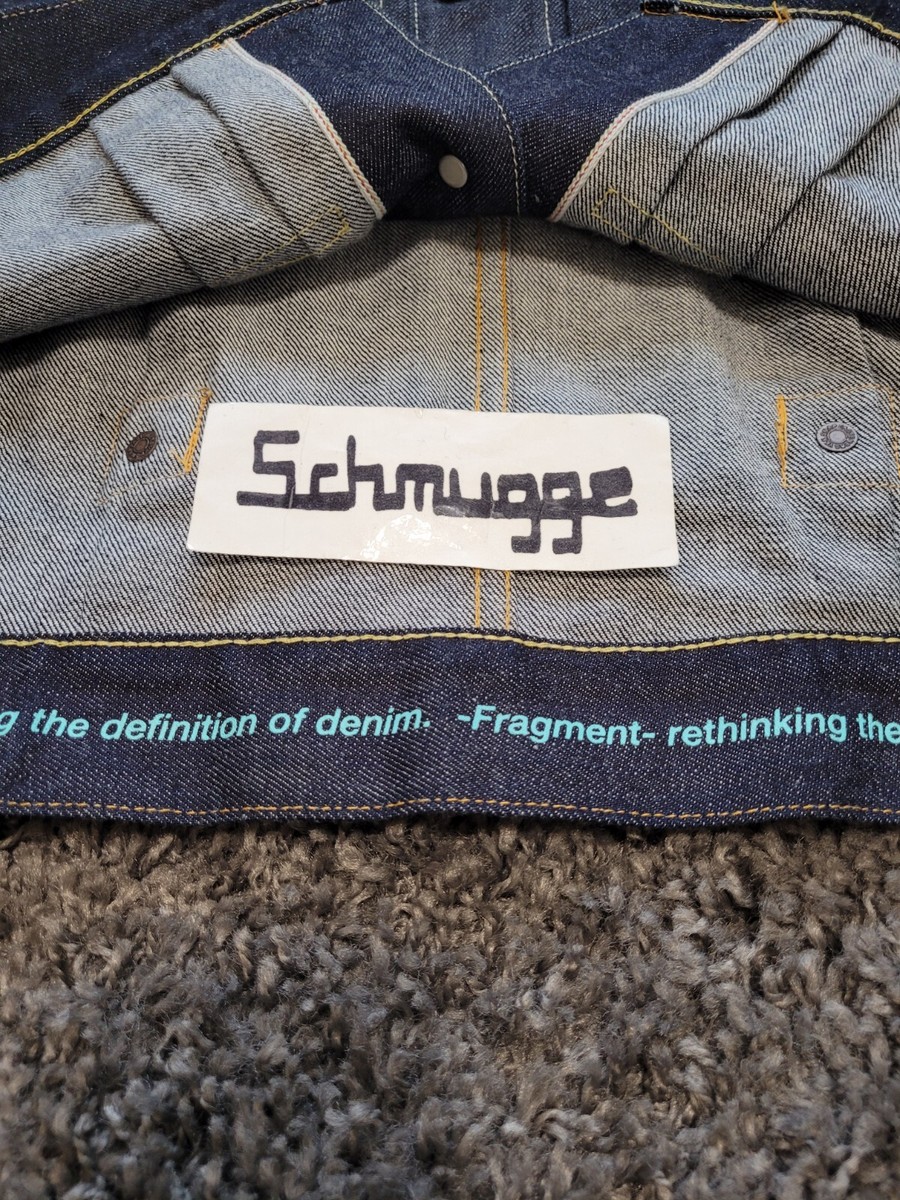 Schmugge
g the definition of denim. -Fragment- rethinking the